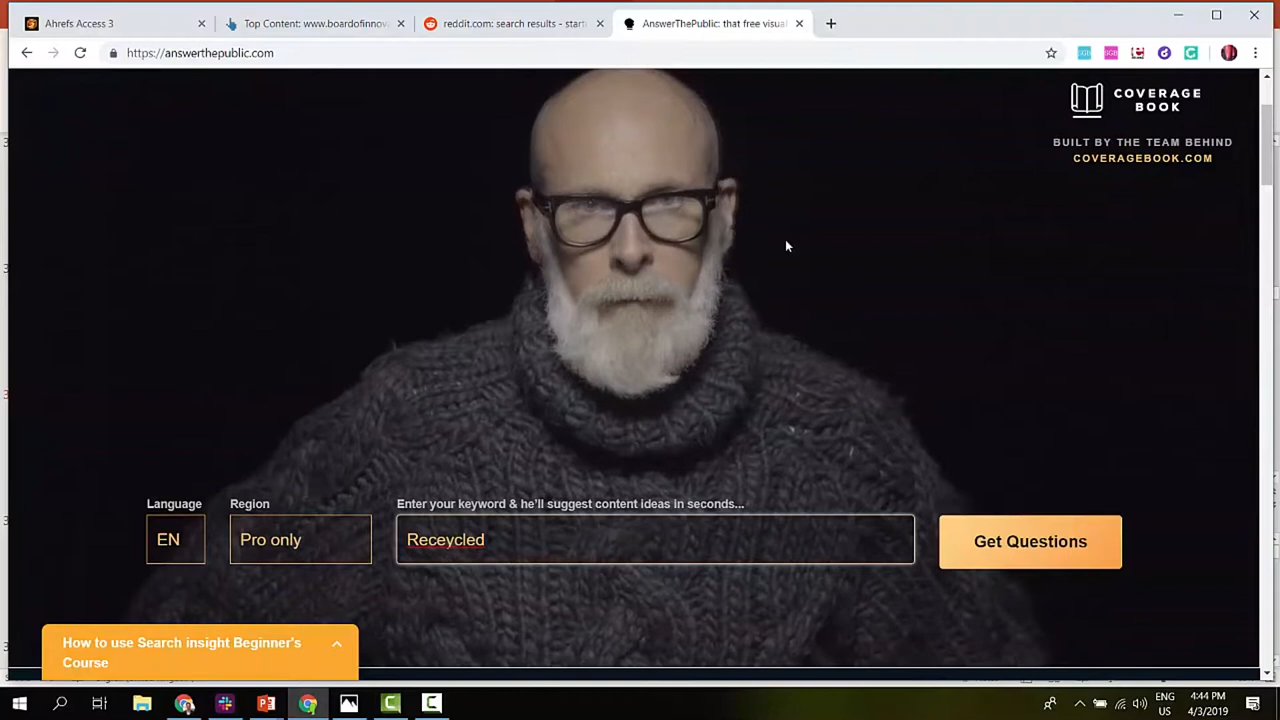 Ahrefs Access 3
Top Content: www.boardofinnov
reddit.com: search results - start
AnswerThePublic: that free visual
https://answerthepublic.com
COVERAGE
BOOK
BUILT BY THE TEAM BEHIND
COVERAGEBOOK.COM
Language
Region
Enter your keyword & he'll suggest content ideas in seconds...
EN
Pro only
Receycled
Get Questions
How to use Search insight Beginner's
Course
ENG
US
4:44 PM
4/3/2019